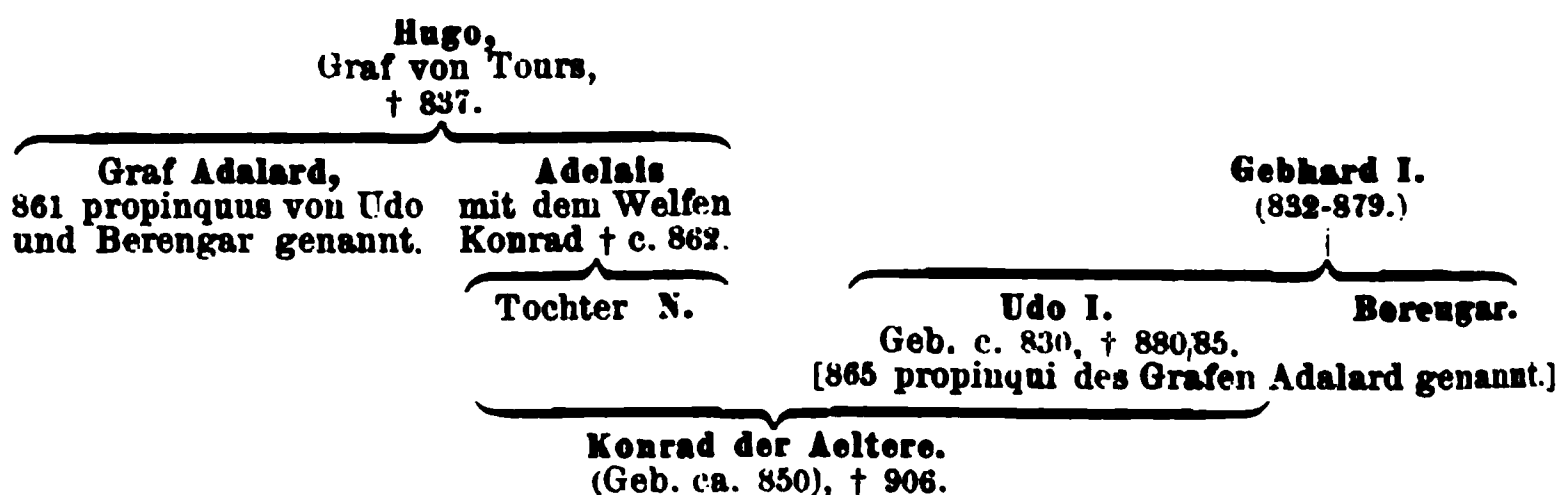 Hugo,
Graf von Tours,
† 837.
Graf Adalard,
861 propinquus von Udo
und Berengar genannt.
Adelais
mit dem Welfen
Konrad † c. 862.
Gebhard I.
(832-879.)
Tochter N.
Udo I.
Geb. c. 830, † 880/85.
Berengar.
[865 propinqui des Grafen Adalard genannt.]
Konrad der Aeltere.
(Geb. ca. 850), † 906.